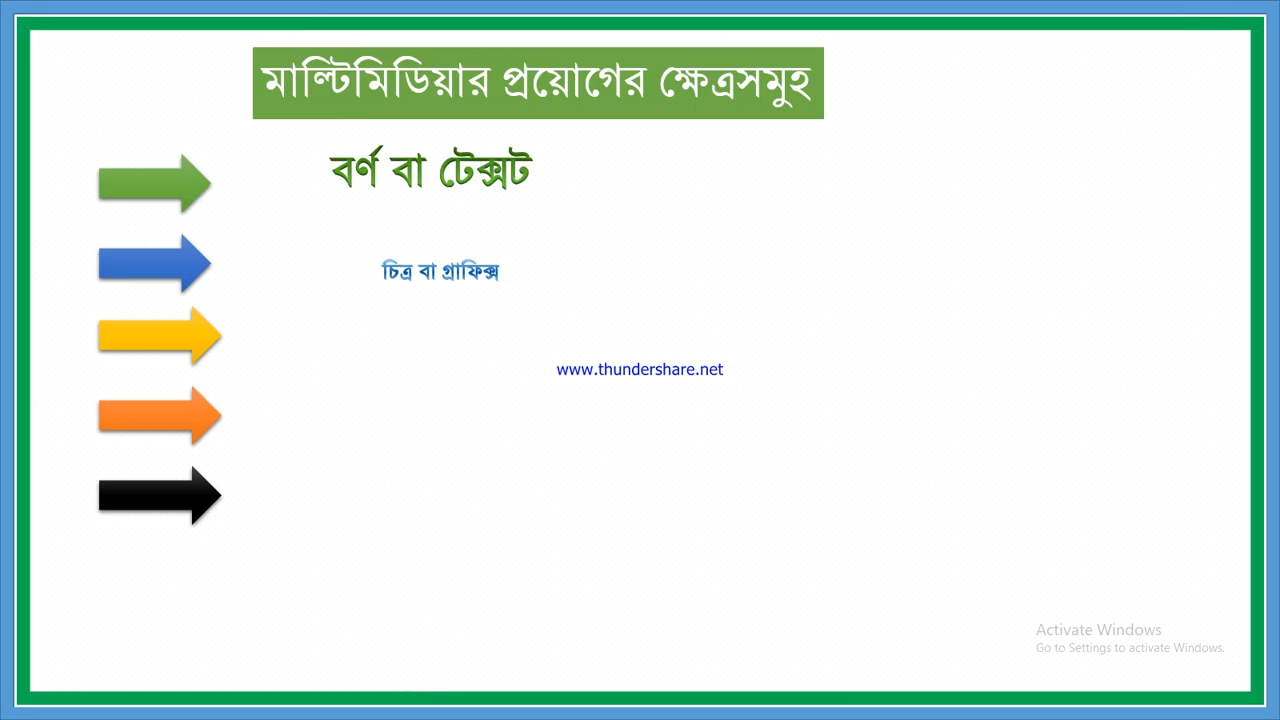 মাল্টিমিডিয়ার প্রয়োগের ক্ষেত্রসমুহ
বর্ণ বা টেক্সট
চিত্র বা গ্রাফিক্স
www.thundershare.net
Activate Windows
Go to Settings to activate Windows.